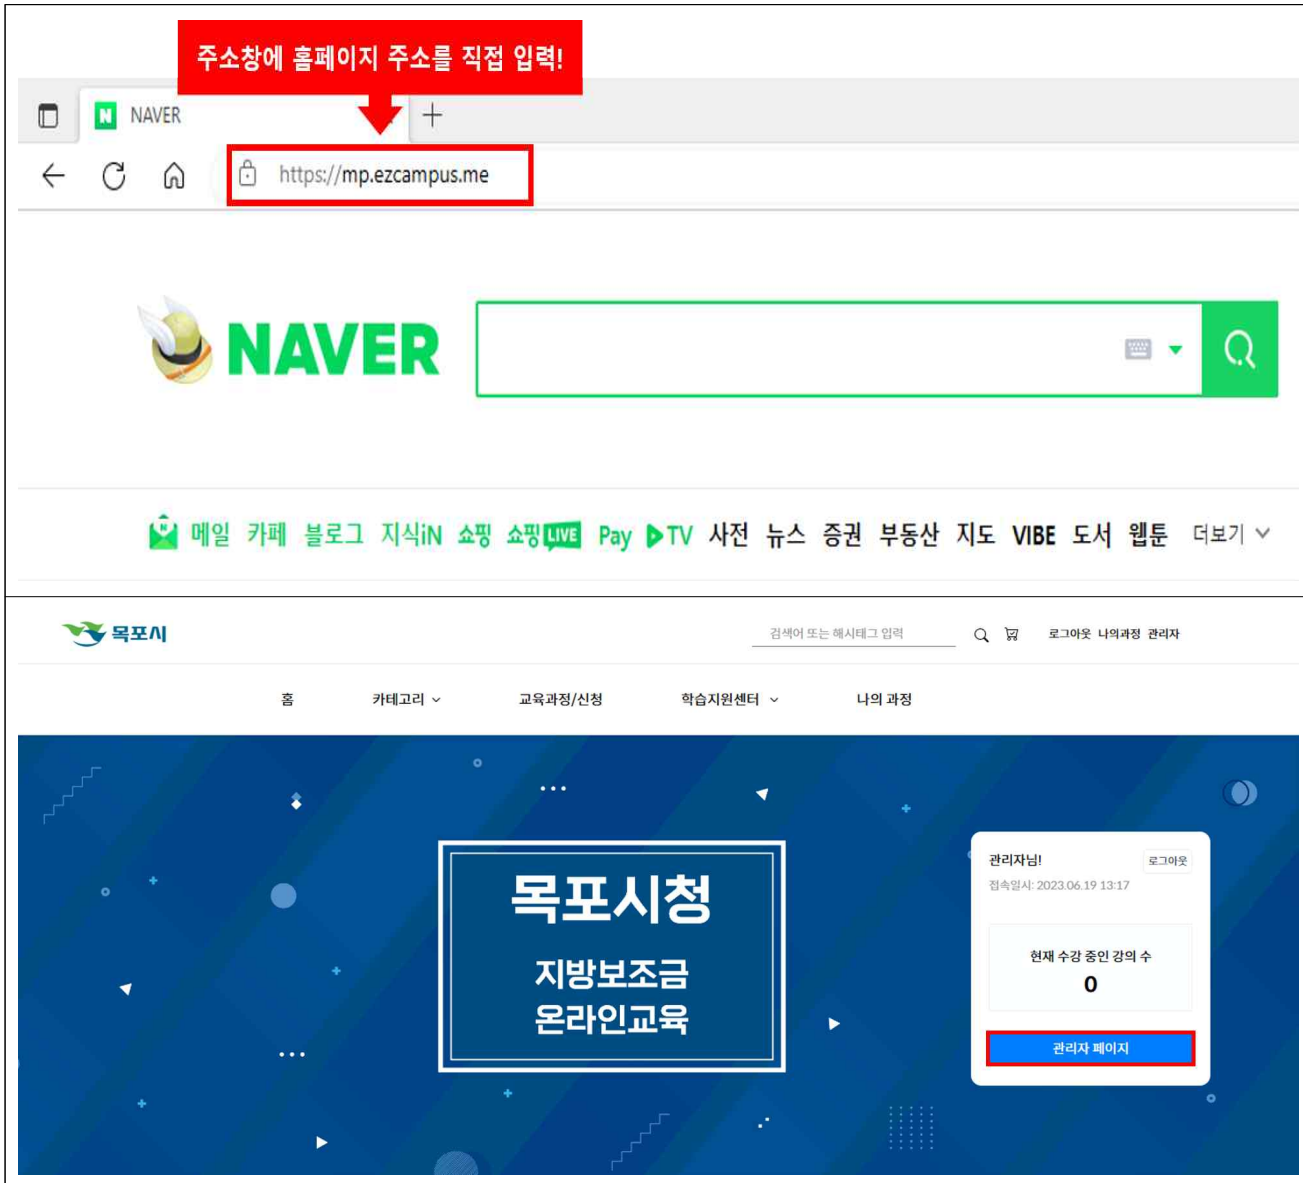 주소창에 홈페이지 주소를 직접 입력!
NAVER
https://mp.ezcampus.me
NAVER
메일 카페 블로그 지식iN 쇼핑 쇼핑LIVE Pay TV 사전 뉴스 증권 부동산 지도 VIBE 도서 웹툰 더보기
목포시
검색어 또는 해시태그 입력
로그아웃 나의과정 관리자
홈 카테고리 교육과정/신청 학습지원센터 나의 과정
목포시청
지방보조금
온라인교육
관리자님! 로그아웃
접속일시: 2023.06.19 13:17
현재 수강 중인 강의 수
0
관리자 페이지